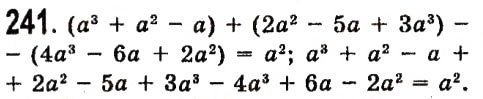 241. (a³ + a² − a) + (2a² − 5a + 3a³) −
− (4a³ − 6a + 2a²) = a²; a³ + a² − a +
+ 2a² − 5a + 3a³ − 4a³ + 6a − 2a² = a².